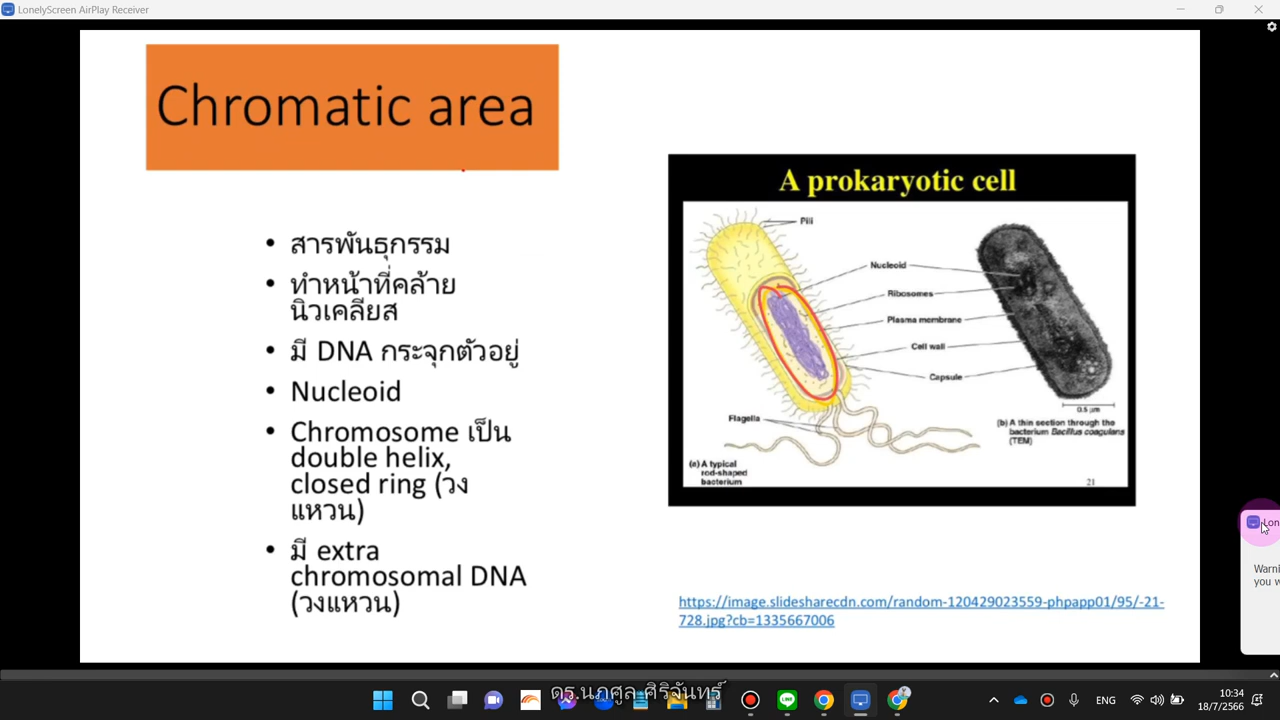 LonelyScreen AirPlay Receiver
Chromatic area
• สารพันธุกรรม
• ทำหน้าที่คล้าย
นิวเคลียส
• มี DNA กระจุกตัวอยู่
• Nucleoid
• Chromosome เป็น
double helix,
closed ring (วง
แหวน)
• มี extra
chromosomal DNA
(วงแหวน)
A prokaryotic cell
Pili
Nucleoid
Ribosomes
Plasma membrane
Cell wall
Capsule
Flagella
0.5 µm
(a) A typical
rod-shaped
bacterium
(b) A thin section through the
bacterium Bacillus coagulans
(TEM)
21
https://image.slidesharecdn.com/random-120429023559-phpapp01/95/-21-
728.jpg?cb=1335667006
Lon
Warni
you w
ดร.นภศูล ศิริจันทร์
ENG
10:34
18/7/2566